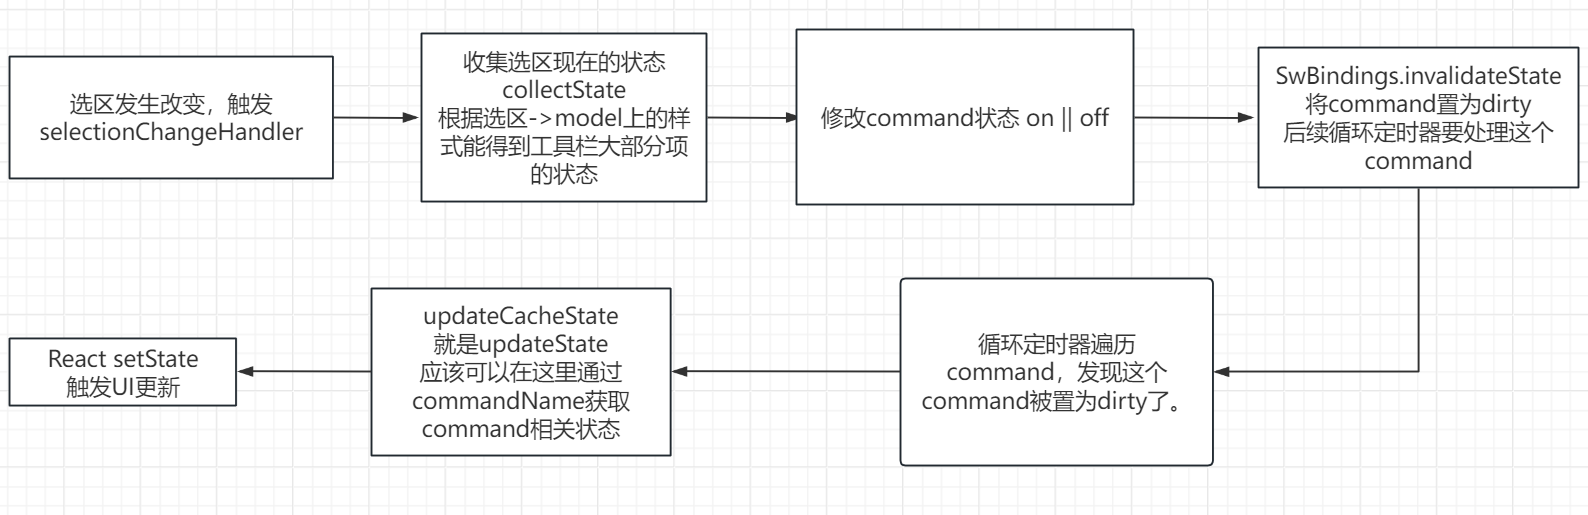 选区发生改变，触发
selectionChangeHandler
收集选区现在的状态
collectState
根据选区->model上的样
式能得到工具栏大部分项
的状态
修改command状态 on || off
SwBindings.invalidateState
将command置为dirty
后续循环定时器要处理这个
command
循环定时器遍历
command，发现这个
command被置为dirty了。
updateCacheState
就是updateState
应该可以在这里通过
commandName获取
command相关状态
React setState
触发UI更新